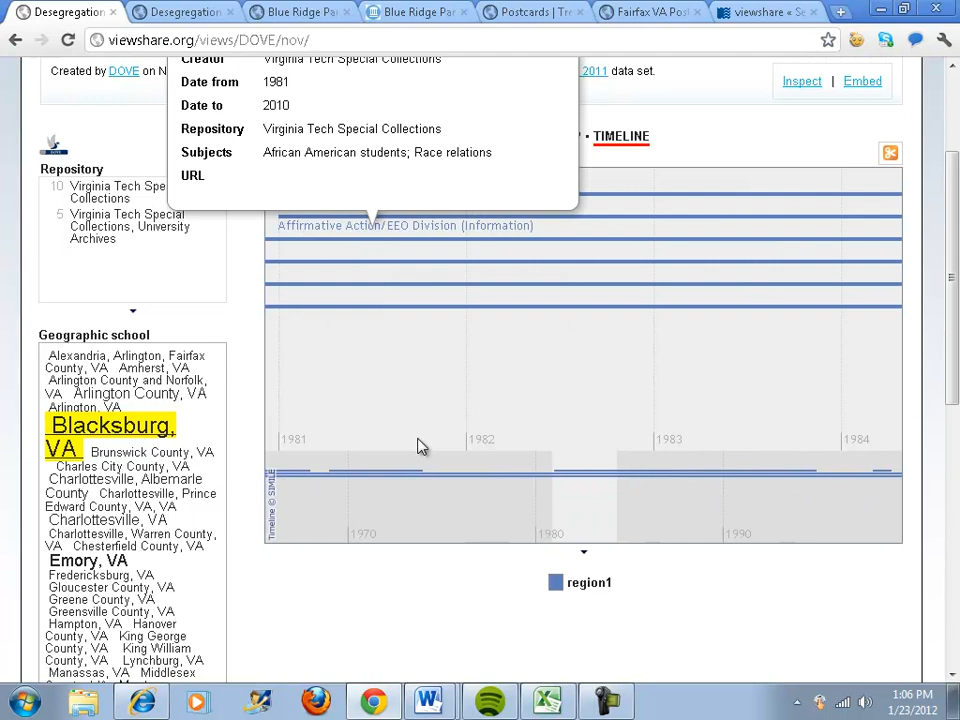 Desegregation
Desegregation
Blue Ridge Par
Blue Ridge Par
Postcards | Tre
Fairfax VA Pos
viewshare « Se
viewshare.org/views/DOVE/nov/
Created by DOVE on N
2011 data set.
Inspect | Embed
Creator Virginia Tech Special Collections
Date from 1981
Date to 2010
Repository Virginia Tech Special Collections
Subjects African American students; Race relations
URL
• TIMELINE
Repository
10 Virginia Tech Spe
Collections
5 Virginia Tech Special
Collections, University
Archives
Affirmative Action/EEO Division (Information)
1981 1982 1983 1984
Timeline © SIMILE
1970 1980 1990
region1
Geographic school
Alexandria, Arlington, Fairfax
County, VA Amherst, VA
Arlington County and Norfolk,
VA Arlington County, VA
Arlington, VA
Blacksburg,
VA Brunswick County, VA
Charles City County, VA
Charlottesville, Albemarle
County Charlottesville, Prince
Edward County, VA, VA
Charlottesville, VA
Charlottesville, Warren County,
VA Chesterfield County, VA
Emory, VA
Fredericksburg, VA
Gloucester County, VA
Greene County, VA
Greensville County, VA
Hampton, VA Hanover
County, VA King George
County, VA King William
County, VA Lynchburg, VA
Manassas, VA Middlesex
1:06 PM
1/23/2012